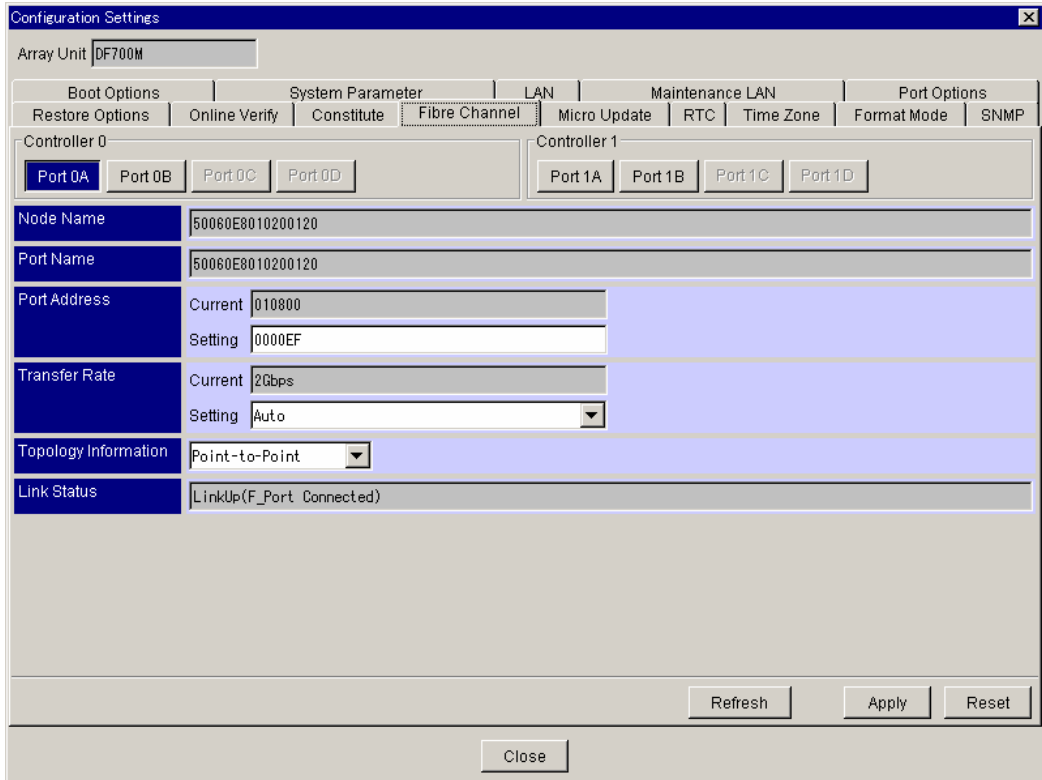 Configuration Settings
Array Unit DF700M
Boot Options System Parameter LAN Maintenance LAN Port Options
Restore Options Online Verify Constitute Fibre Channel Micro Update RTC Time Zone Format Mode SNMP
Controller 0 Controller 1
Port 0A Port 0B Port 0C Port 0D Port 1A Port 1B Port 1C Port 1D
Node Name 50060E8010200120
Port Name 50060E8010200120
Port Address Current 010800
Setting 0000EF
Transfer Rate Current 2Gbps
Setting Auto
Topology Information Point-to-Point
Link Status LinkUp(F_Port Connected)
Refresh Apply Reset
Close